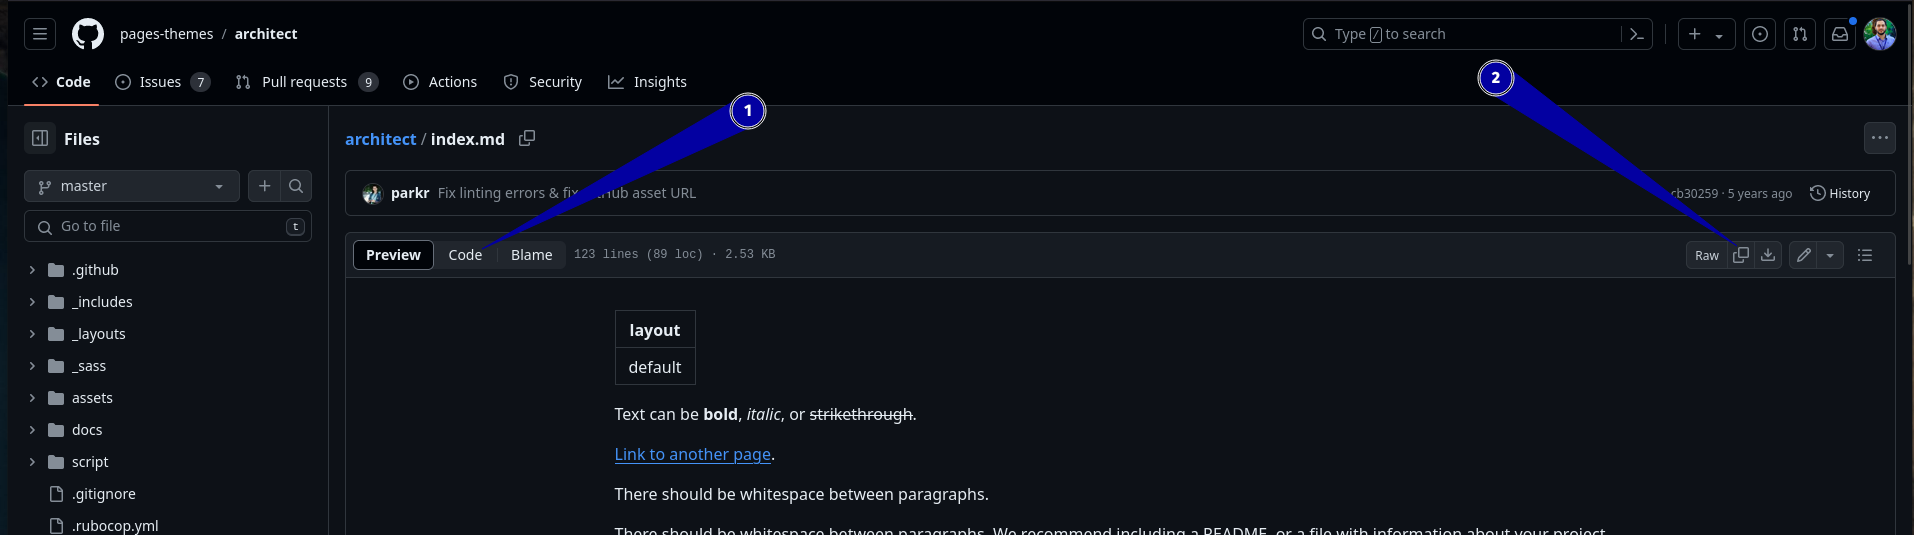 pages-themes / architect
Type / to search
Code Issues 7 Pull requests 9 Actions Security Insights
1
2
Files
architect / index.md
master
parkr Fix linting errors & fix Hub asset URL
cb30259 · 5 years ago History
Go to file t
Preview Code Blame 123 lines (89 loc) · 2.53 KB
Raw
.github
_includes
_layouts
_sass
assets
docs
script
.gitignore
.rubocop.yml
layout
default
Text can be bold, italic, or strikethrough.
Link to another page.
There should be whitespace between paragraphs.
There should be whitespace between paragraphs. We recommend including a README, or a file with information about your project.